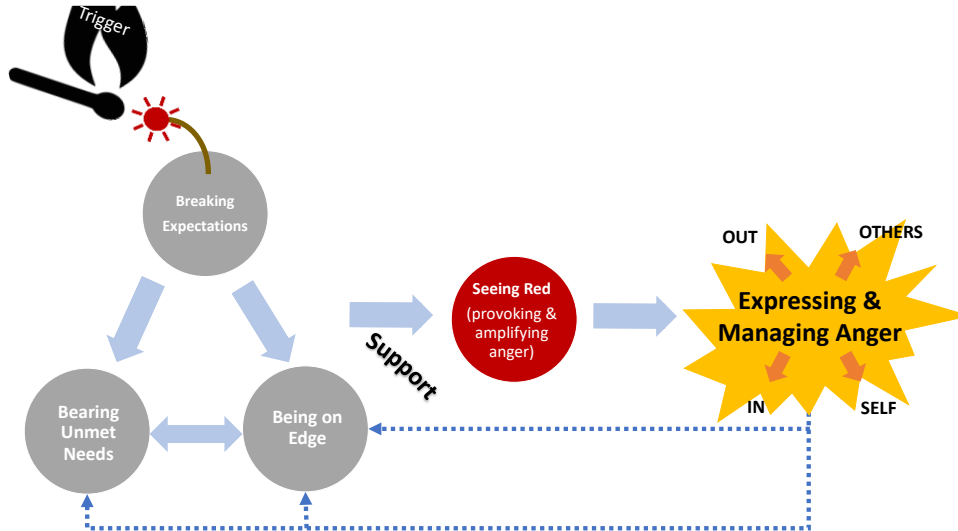 Trigger
Breaking
Expectations
OUT
OTHERS
Seeing Red
(provoking &
amplifying
anger)
Expressing &
Managing Anger
Support
Bearing
Unmet
Needs
Being on
Edge
IN
SELF